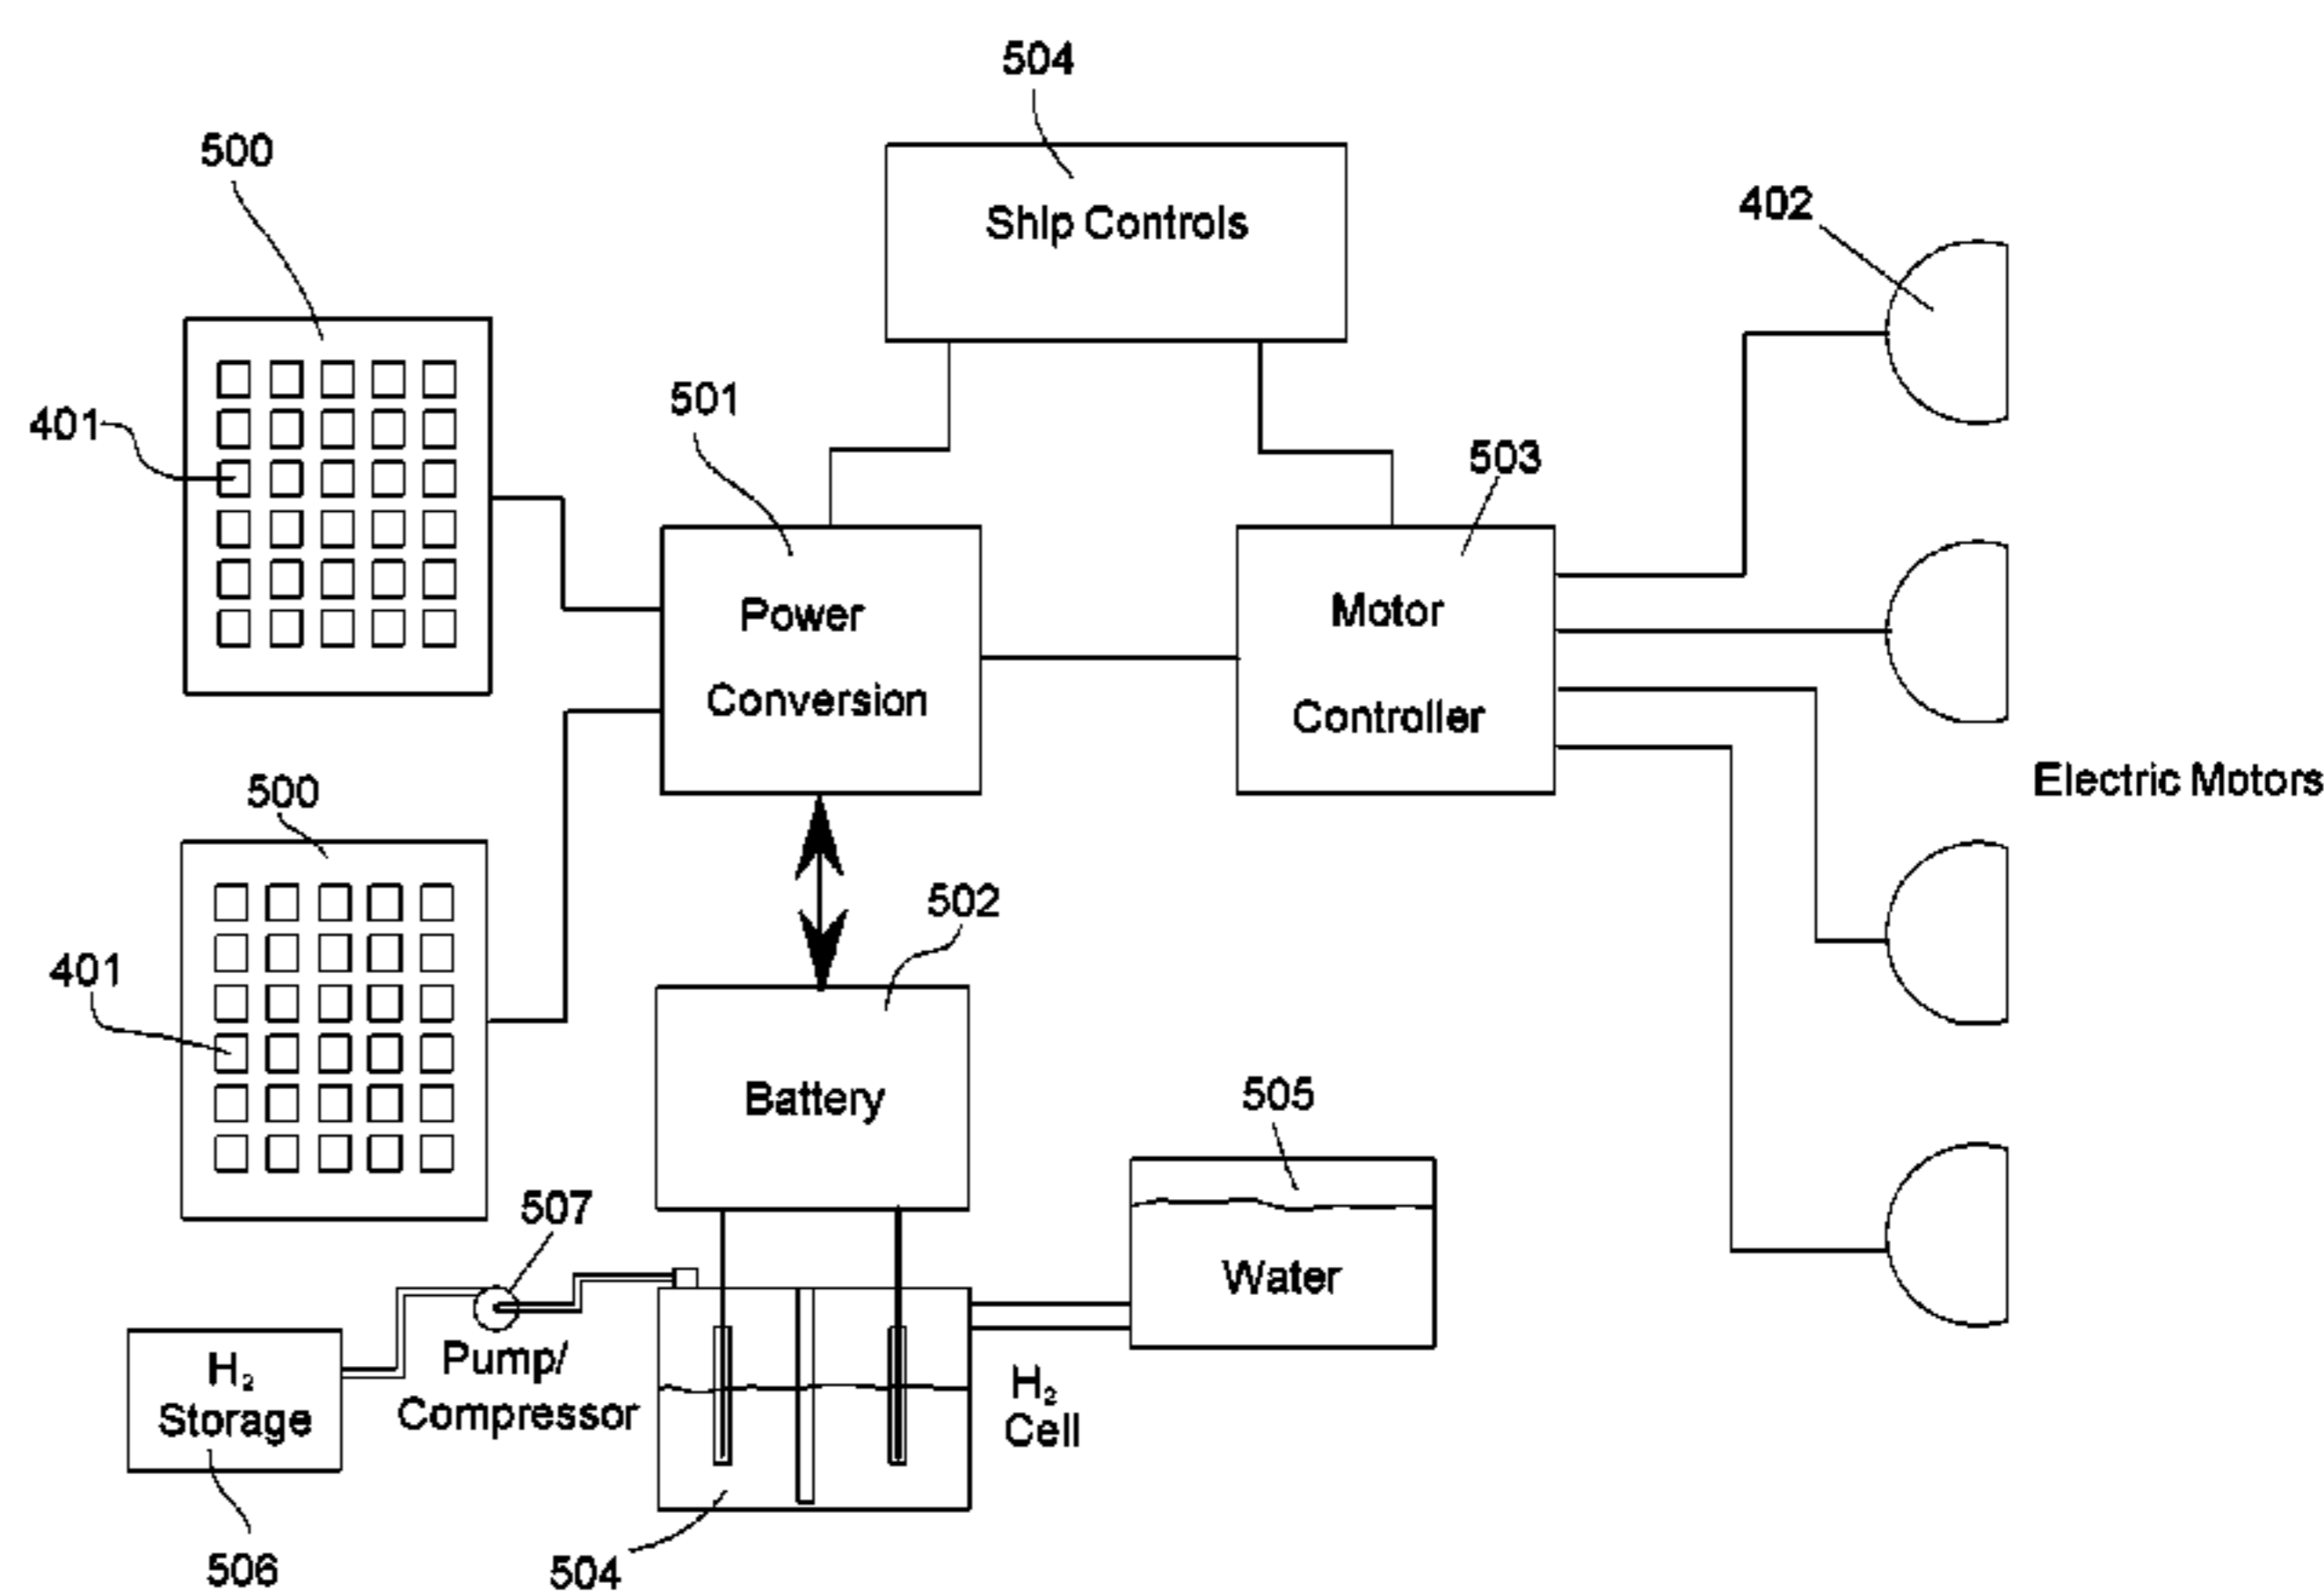 504
500
Ship Controls
402
401
501
503
Power
Conversion
Motor
Controller
Electric Motors
500
502
401
Battery
505
507
Water
Pump/
Compressor
H₂
Storage
H₂
Cell
506
504